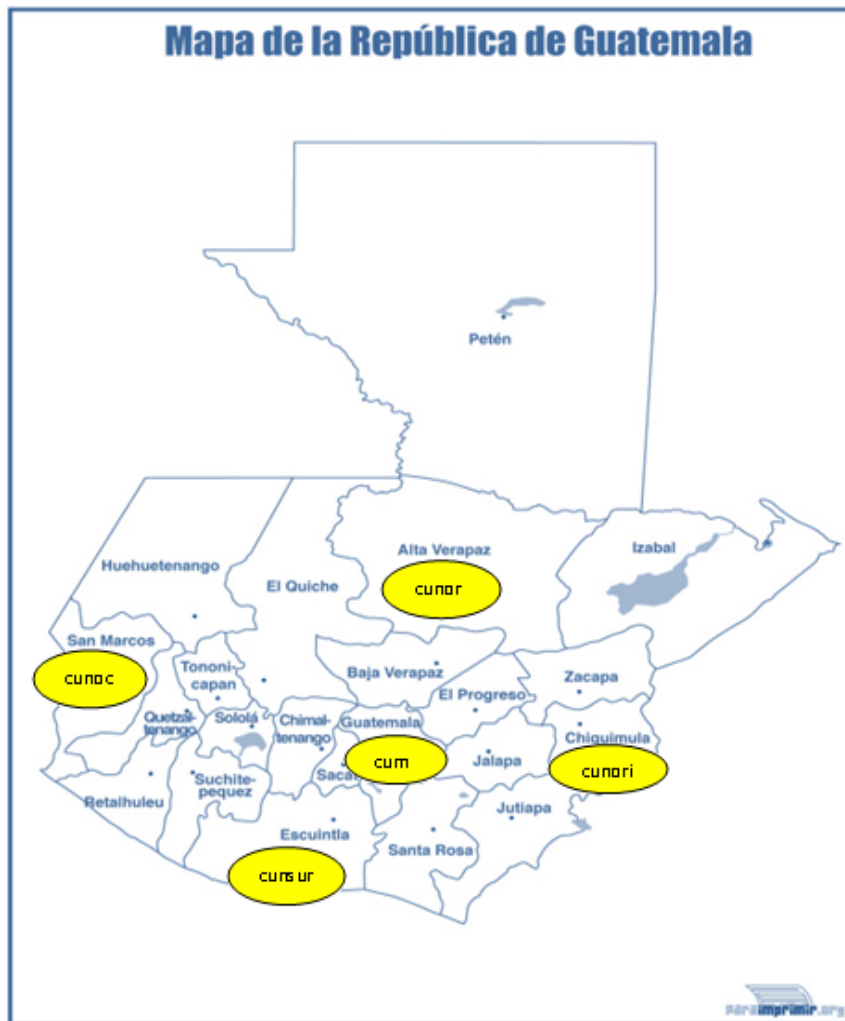 Mapa de la República de Guatemala
Petén
Alta Verapaz
Izabal
Huehuetenango
El Quiche
cunor
San Marcos
cunoc
Tononi-
capan
Baja Verapaz
Zacapa
El Progreso
Quetzal-
tenango
Sololá
Chimal-
tenango
Guatemala
Chiquimula
cum
Jalapa
cunori
Suchite-
pequez
Retalhuleu
Jutiapa
Escuintla
Santa Rosa
cunsur
paraimprimir.org